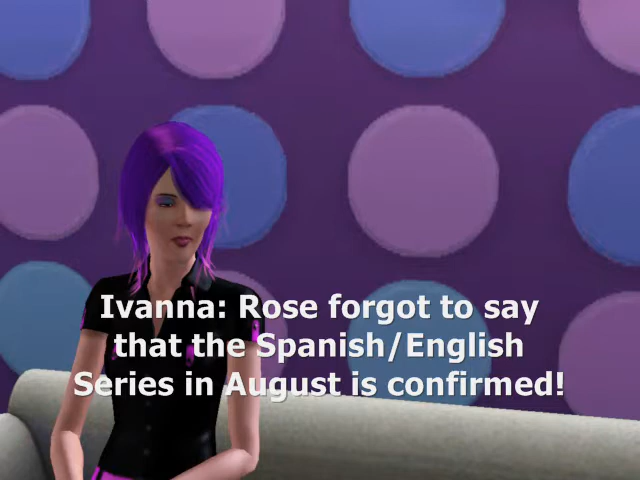 Ivanna: Rose forgot to say
that the Spanish/English
Series in August is confirmed!